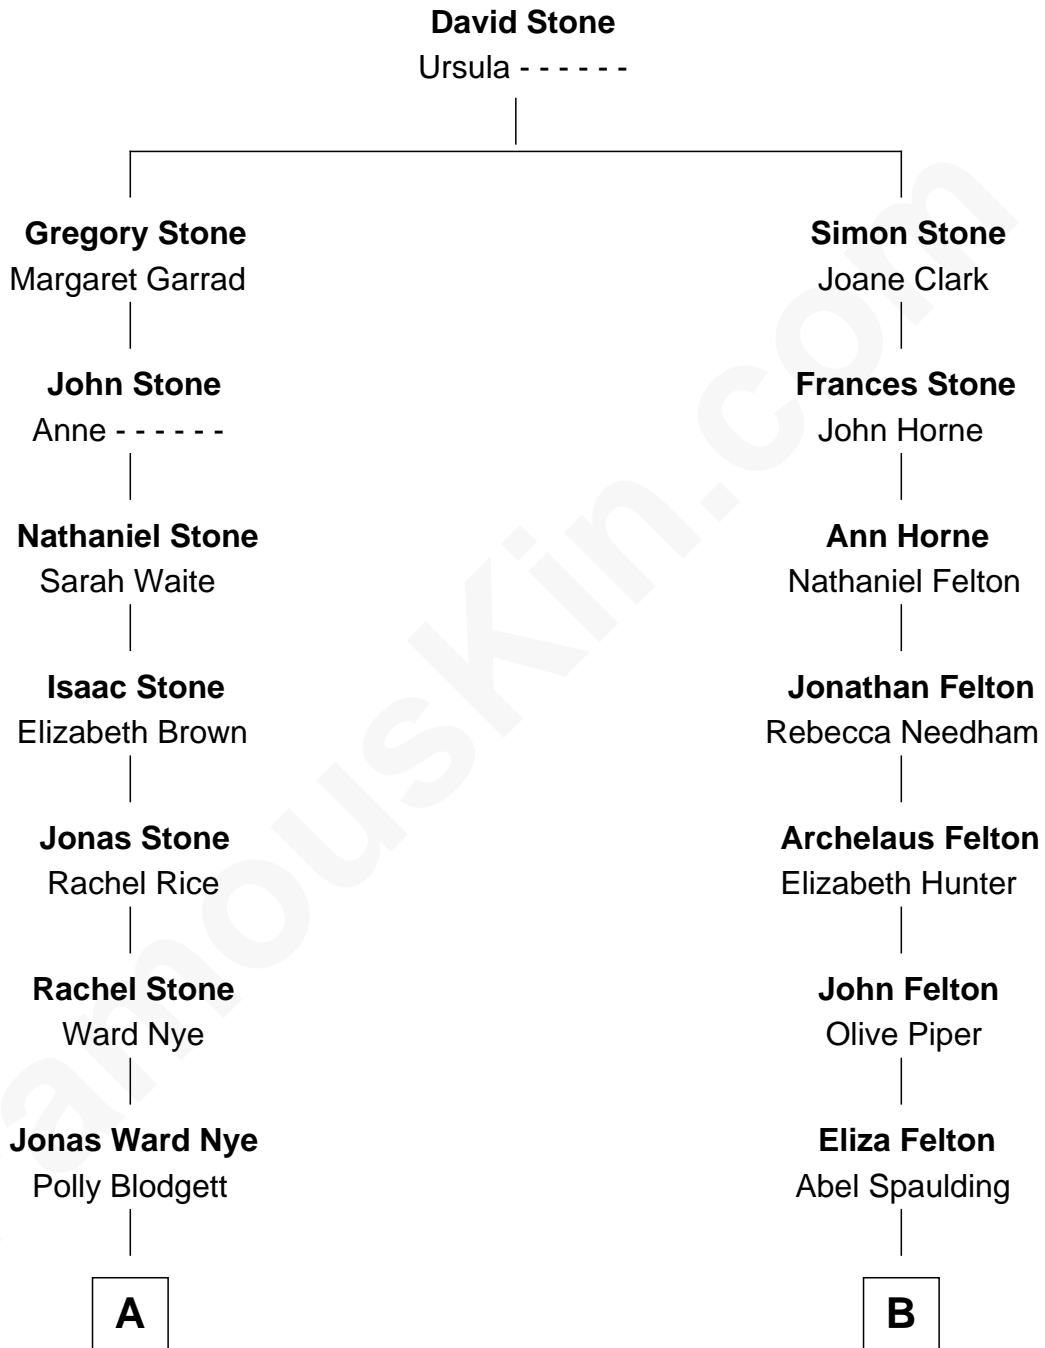 David Stone
Ursula - - - - - -
Gregory Stone
Margaret Garrad
Simon Stone
Joane Clark
John Stone
Anne - - - - - -
Frances Stone
John Horne
Nathaniel Stone
Sarah Waite
Ann Horne
Nathaniel Felton
Isaac Stone
Elizabeth Brown
Jonathan Felton
Rebecca Needham
Jonas Stone
Rachel Rice
Archelaus Felton
Elizabeth Hunter
Rachel Stone
Ward Nye
John Felton
Olive Piper
Jonas Ward Nye
Polly Blodgett
Eliza Felton
Abel Spaulding
A
B
amouskin.com